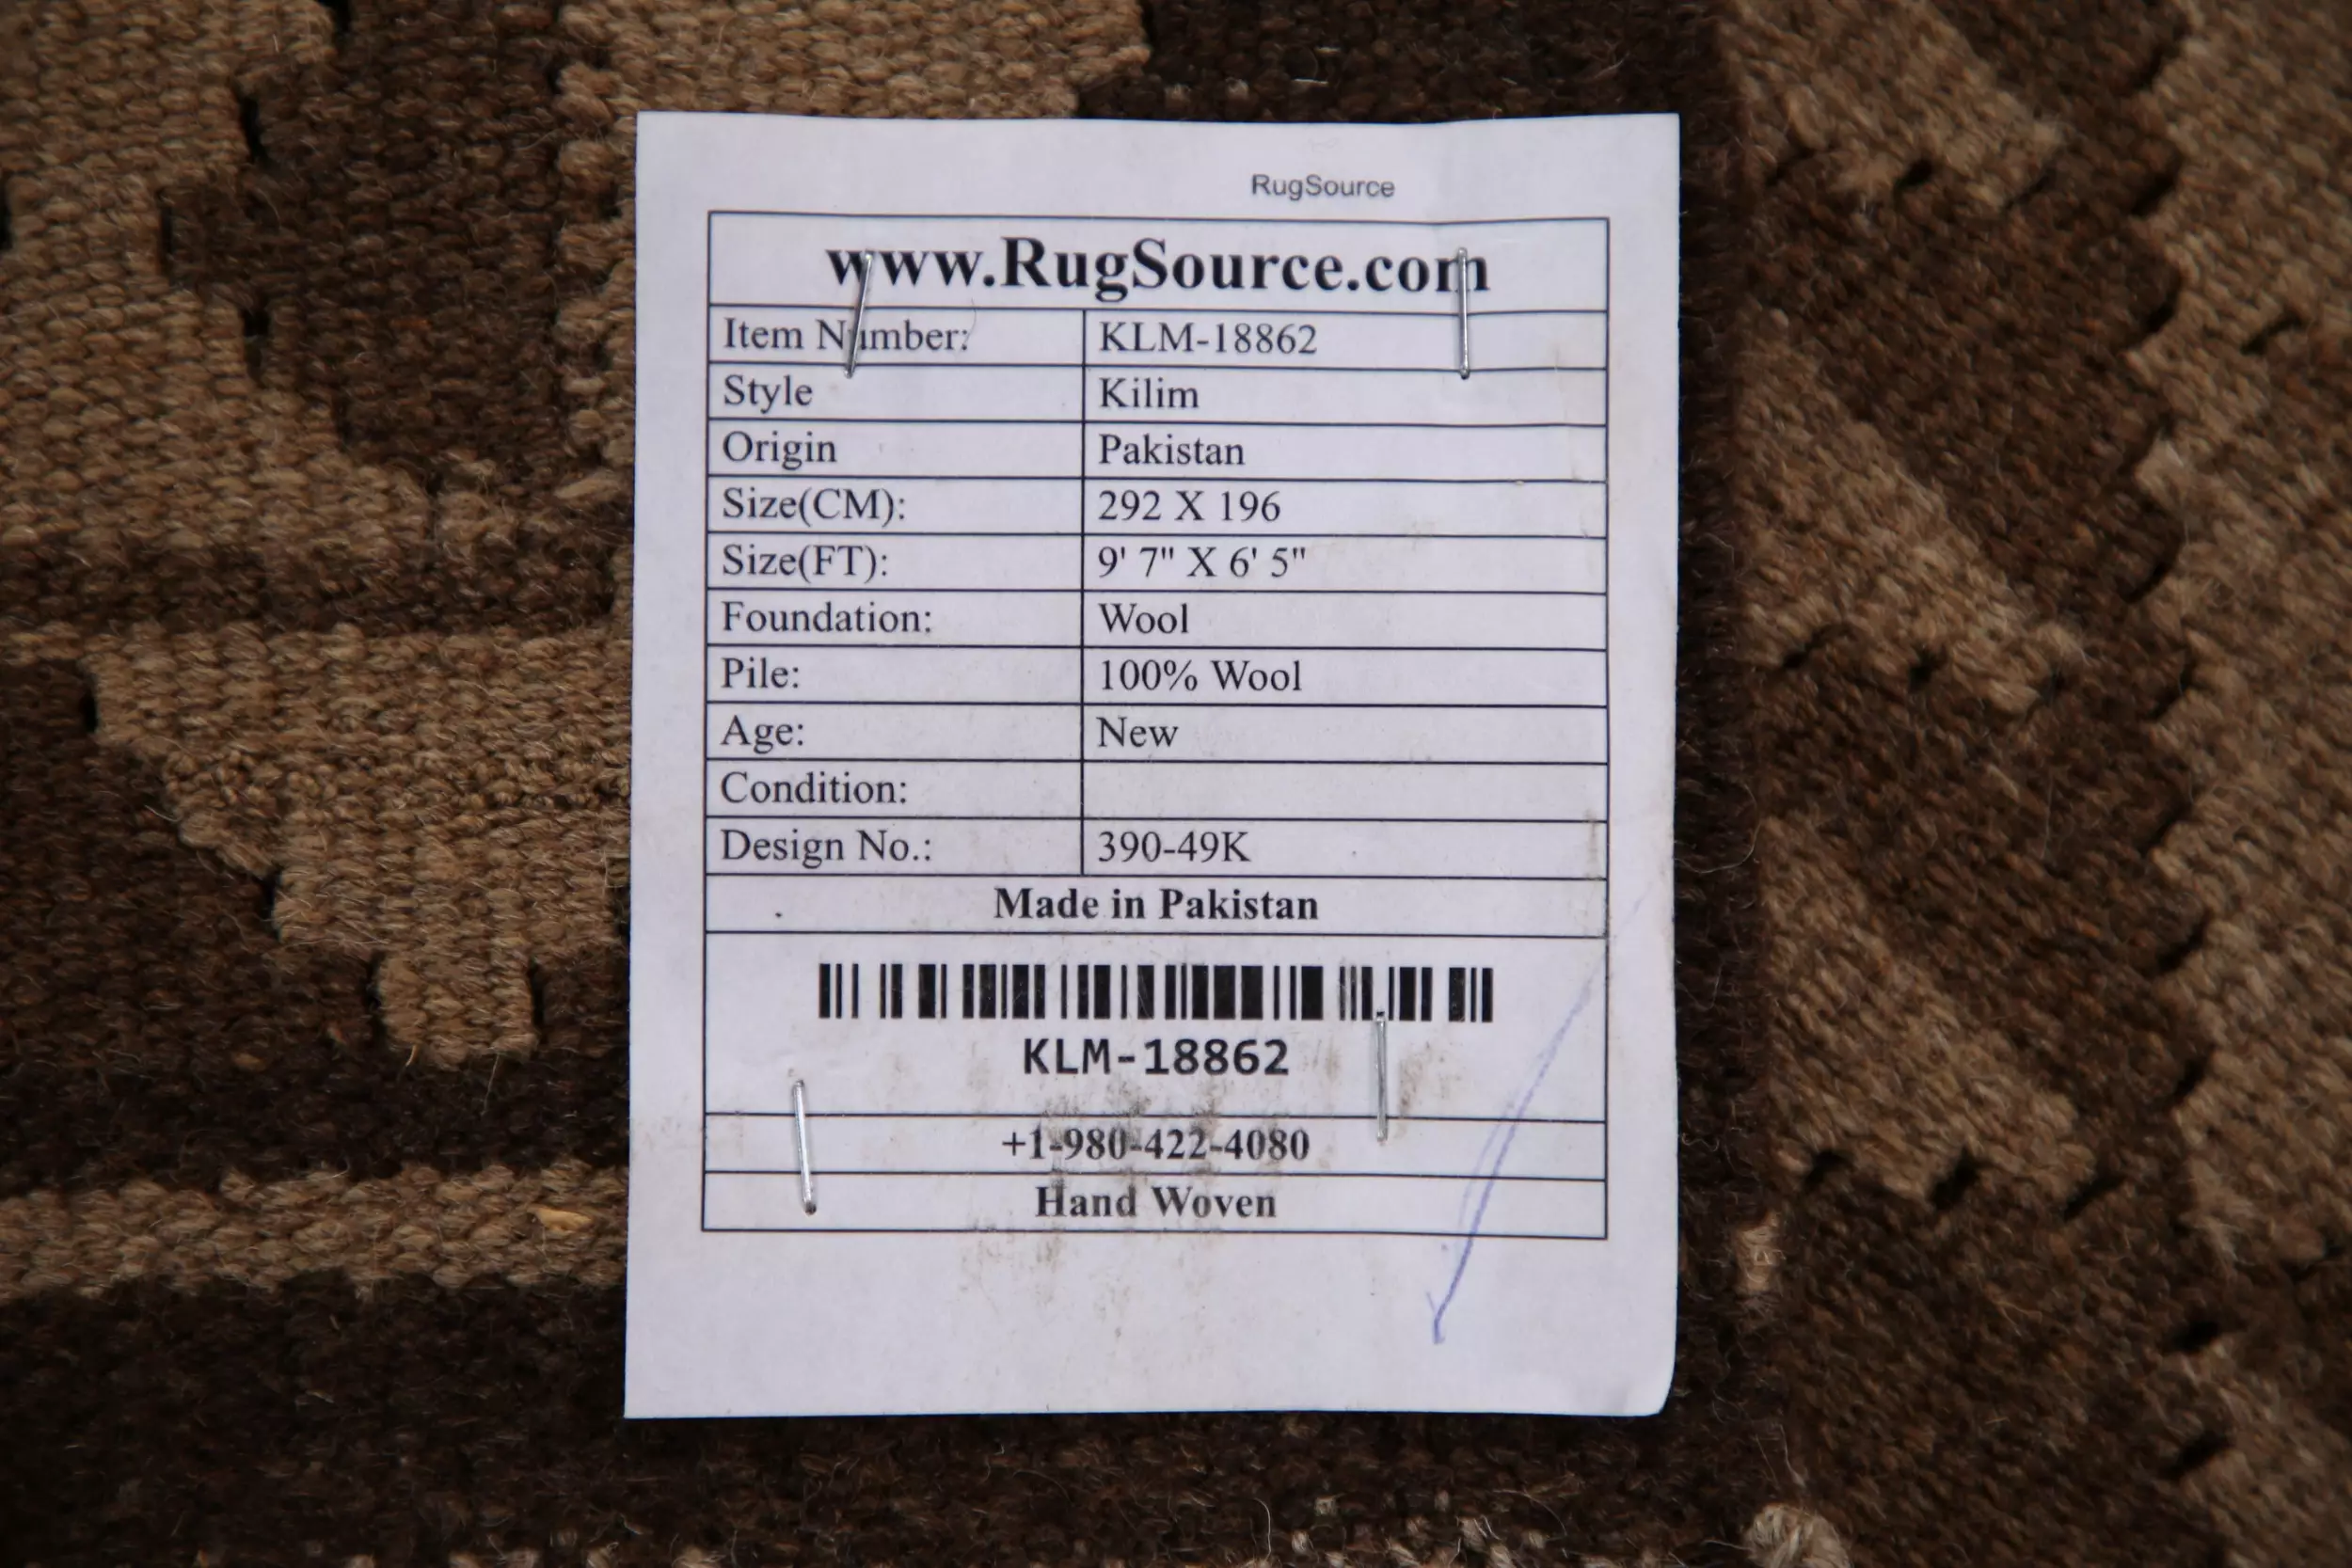 RugSource
www.RugSource.com
Item Number: KLM-18862
Style Kilim
Origin Pakistan
Size(CM): 292 X 196
Size(FT): 9' 7" X 6' 5"
Foundation: Wool
Pile: 100% Wool
Age: New
Condition:
Design No.: 390-49K
Made in Pakistan
KLM-18862
+1-980-422-4080
Hand Woven